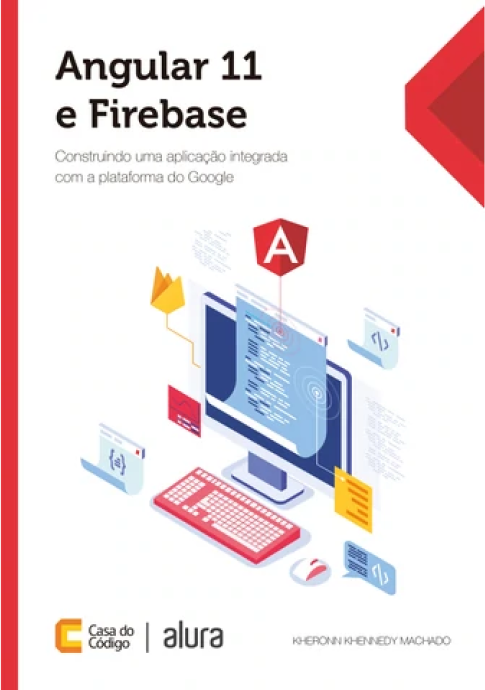 Angular 11
e Firebase
Construindo uma aplicação integrada
com a plataforma do Google
A
</>
{}
</>
Casa do
Código
alura
KHERONN KHENNEDY MACHADO